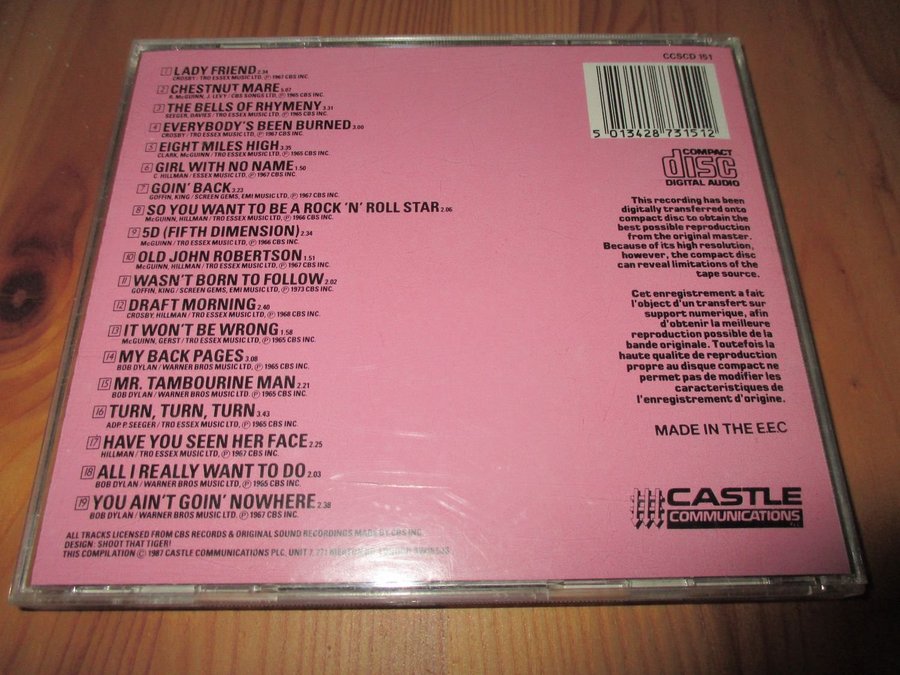 1 LADY FRIEND 2.34
CROSBY/TRO ESSEX MUSIC LTD, ℗ 1967 CBS INC.
2 CHESTNUT MARE 5.07
R. McGUINN, J. LEVY/CBS SONGS LTD, ℗ 1965 CBS INC.
3 THE BELLS OF RHYMENY 3.31
SEEGER, DAVIES/TRO ESSEX MUSIC LTD, ℗ 1965 CBS INC.
4 EVERYBODY'S BEEN BURNED 3.00
CROSBY/TRO ESSEX MUSIC LTD, ℗ 1967 CBS INC.
5 EIGHT MILES HIGH 3.35
CLARK, McGUINN/TRO ESSEX MUSIC LTD, ℗ 1965 CBS INC.
6 GIRL WITH NO NAME 1.50
C. HILLMAN/ESSEX MUSIC LTD, ℗ 1967 CBS INC.
7 GOIN' BACK 3.23
GOFFIN, KING/SCREEN GEMS, EMI MUSIC LTD, ℗ 1967 CBS INC.
8 SO YOU WANT TO BE A ROCK 'N' ROLL STAR 2.06
McGUINN, HILLMAN/TRO ESSEX MUSIC LTD, ℗ 1966 CBS INC.
9 5D (FIFTH DIMENSION) 2.34
McGUINN/TRO ESSEX MUSIC LTD, ℗ 1966 CBS INC.
10 OLD JOHN ROBERTSON 1.51
McGUINN, HILLMAN/TRO ESSEX MUSIC LTD, ℗ 1967 CBS INC.
11 WASN'T BORN TO FOLLOW 2.02
GOFFIN, KING/SCREEN GEMS, EMI MUSIC LTD, ℗ 1973 CBS INC.
12 DRAFT MORNING 2.40
CROSBY, HILLMAN/TRO ESSEX MUSIC LTD, ℗ 1968 CBS INC.
13 IT WON'T BE WRONG 1.58
McGUINN, GERST/TRO ESSEX MUSIC LTD, ℗ 1965 CBS INC.
14 MY BACK PAGES 3.08
BOB DYLAN/WARNER BROS MUSIC LTD, ℗ 1965 CBS INC.
15 MR. TAMBOURINE MAN 2.21
BOB DYLAN/WARNER BROS MUSIC LTD, ℗ 1965 CBS INC.
16 TURN, TURN, TURN 3.43
ADP. P. SEEGER/TRO ESSEX MUSIC LTD, ℗ 1965 CBS INC.
17 HAVE YOU SEEN HER FACE 2.25
HILLMAN/TRO ESSEX MUSIC LTD, ℗ 1967 CBS INC.
18 ALL I REALLY WANT TO DO 2.03
BOB DYLAN/WARNER BROS MUSIC LTD, ℗ 1965 CBS INC.
19 YOU AIN'T GOIN' NOWHERE 2.38
BOB DYLAN/WARNER BROS MUSIC LTD. ℗ 1967 CBS INC.
ALL TRACKS LICENSED FROM CBS RECORDS & ORIGINAL SOUND RECORDINGS MADE BY CBS INC.
DESIGN: SHOOT THAT TIGER!
THIS COMPILATION © 1987 CASTLE COMMUNICATIONS PLC, UNIT 7, 271 LONDON
CCSCD 151
5 013428 731512
COMPACT
disc
DIGITAL AUDIO
This recording has been
digitally transferred onto
compact disc to obtain the
best possible reproduction
from the original master.
Because of its high resolution,
however, the compact disc
can reveal limitations of the
tape source.
Cet enregistrement a fait
l'object d'un transfert sur
support numerique, afin
d'obtenir la meilleure
reproduction possible de la
bande originale. Toutefois la
haute qualite de reproduction
propre au disque compact ne
permet pas de modifier les
caracteristiques de
l'enregistrement d'origine.
MADE IN THE E.E.C
CASTLE
COMMUNICATIONS